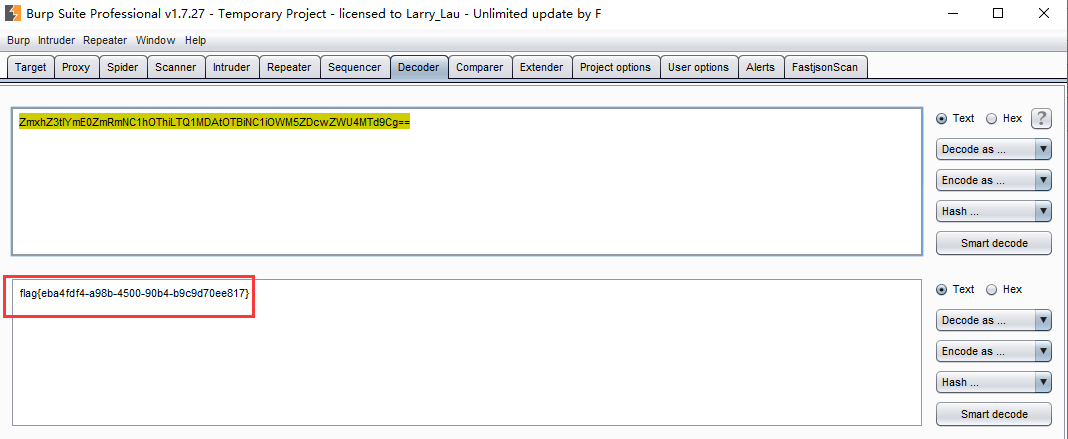 Burp Suite Professional v1.7.27 - Temporary Project - licensed to Larry_Lau - Unlimited update by F
Burp Intruder Repeater Window Help
Target Proxy Spider Scanner Intruder Repeater Sequencer Decoder Comparer Extender Project options User options Alerts FastjsonScan
ZmxhZ3tlYmE0ZmRmNC1hOThiLTQ1MDAtOTBiNC1iOWM5ZDcwZWU4MTd9Cg==
Text Hex ?
Decode as ...
Encode as ...
Hash ...
Smart decode
flag{eba4fdf4-a98b-4500-90b4-b9c9d70ee817}
Text Hex
Decode as ...
Encode as ...
Hash ...
Smart decode